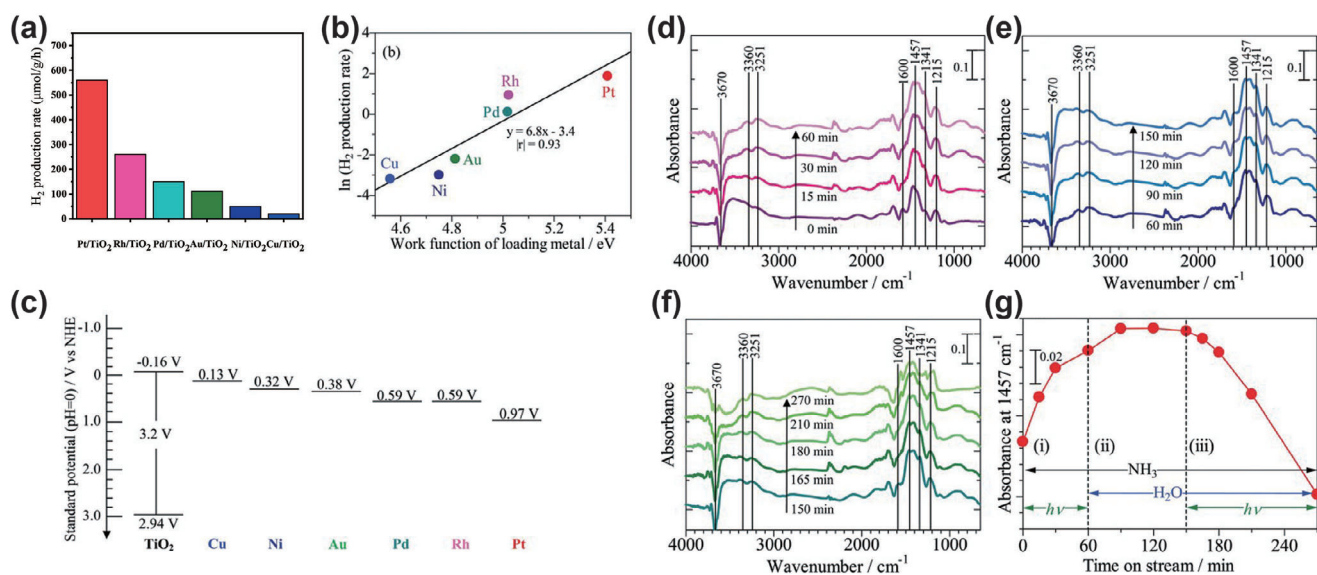 (a)
H2 production rate (μmol/g/h)
700
600
500
400
300
200
100
0
Pt/TiO2 Rh/TiO2 Pd/TiO2 Au/TiO2 Ni/TiO2 Cu/TiO2
(b)
(b)
ln (H2 production rate)
4
2
0
-2
-4
Cu
Ni
Au
Pd
Rh
Pt
y = 6.8x - 3.4
|r| = 0.93
4.6 4.8 5 5.2 5.4
Work function of loading metal / eV
(c)
Standard potential (pH=0) / V vs NHE
-1.0
0
1.0
2.0
3.0
-0.16 V
3.2 V
2.94 V
0.13 V
0.32 V
0.38 V
0.59 V
0.59 V
0.97 V
TiO2 Cu Ni Au Pd Rh Pt
(d)
Absorbance
3670
3360
3251
1600
1457
1341
1215
0.1
60 min
30 min
15 min
0 min
4000 3000 2000 1000
Wavenumber / cm-1
(e)
Absorbance
3670
3360
3251
1600
1457
1341
1215
0.1
150 min
120 min
90 min
60 min
4000 3000 2000 1000
Wavenumber / cm-1
(f)
Absorbance
3670
3360
3251
1600
1457
1341
1215
0.1
270 min
210 min
180 min
165 min
150 min
4000 3000 2000 1000
Wavenumber / cm-1
(g)
Absorbance at 1457 cm-1
0.02
(i) (ii) (iii)
NH3
H2O
hν hν
0 60 120 180 240
Time on stream / min